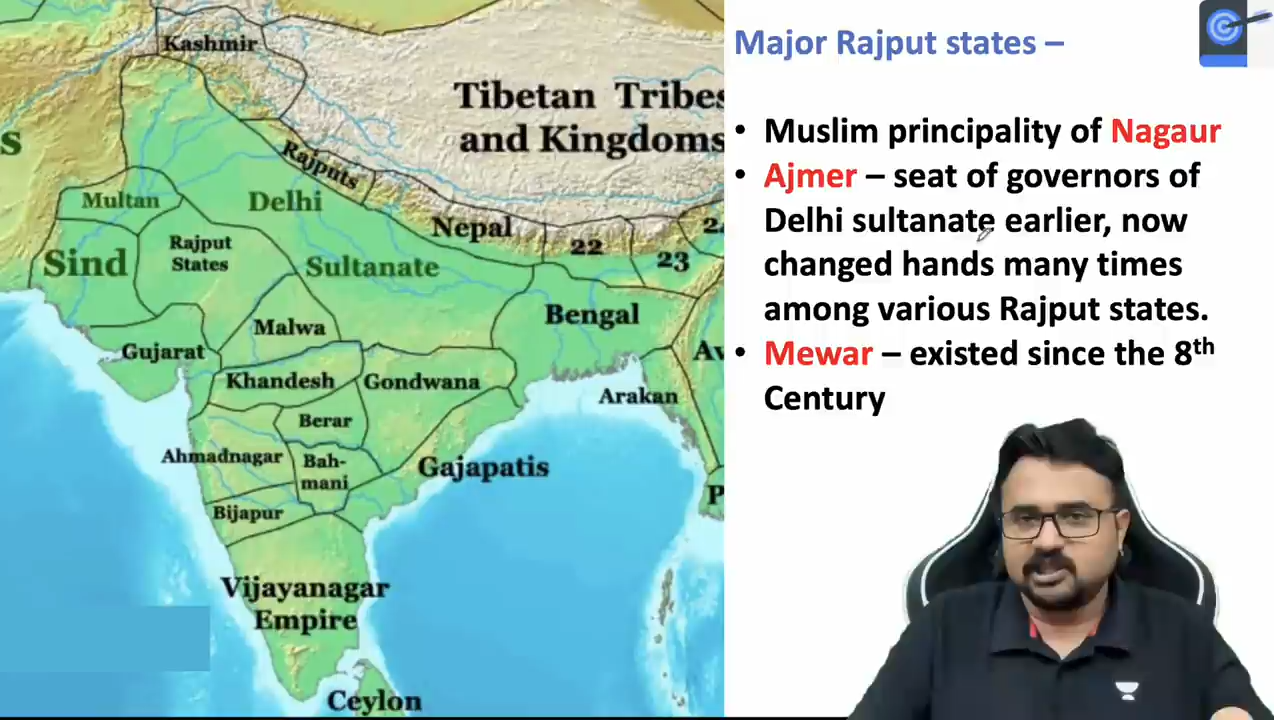 Kashmir
Tibetan Tribes
and Kingdoms
s
Rajputs
Multan
Delhi
Nepal
22
23
2
Rajput
States
Sind
Sultanate
Bengal
Malwa
Gujarat
Av
Khandesh
Gondwana
Arakan
Berar
Ahmadnagar
Bah-
mani
Gajapatis
P
Bijapur
Vijayanagar
Empire
Ceylon
Major Rajput states –
• Muslim principality of Nagaur
• Ajmer – seat of governors of
Delhi sultanate earlier, now
changed hands many times
among various Rajput states.
• Mewar – existed since the 8th
Century